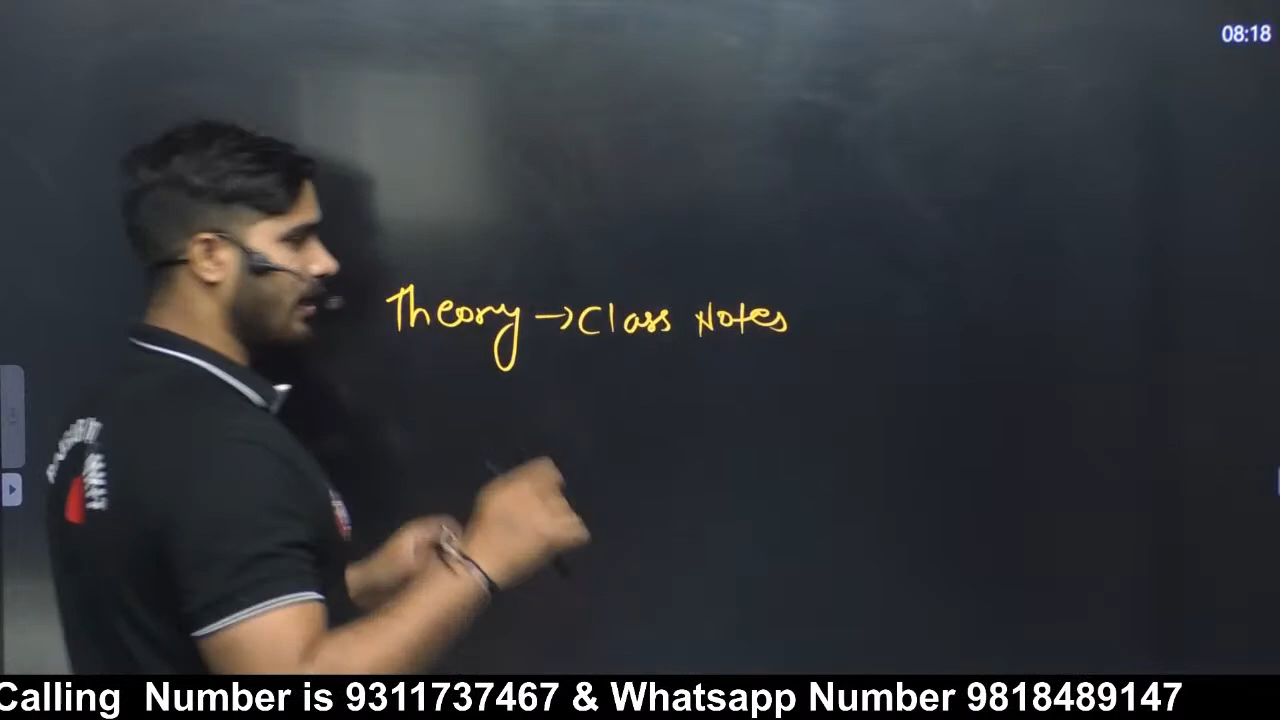 08:18
Theory → Class Notes
Calling Number is 9311737467 & Whatsapp Number 9818489147